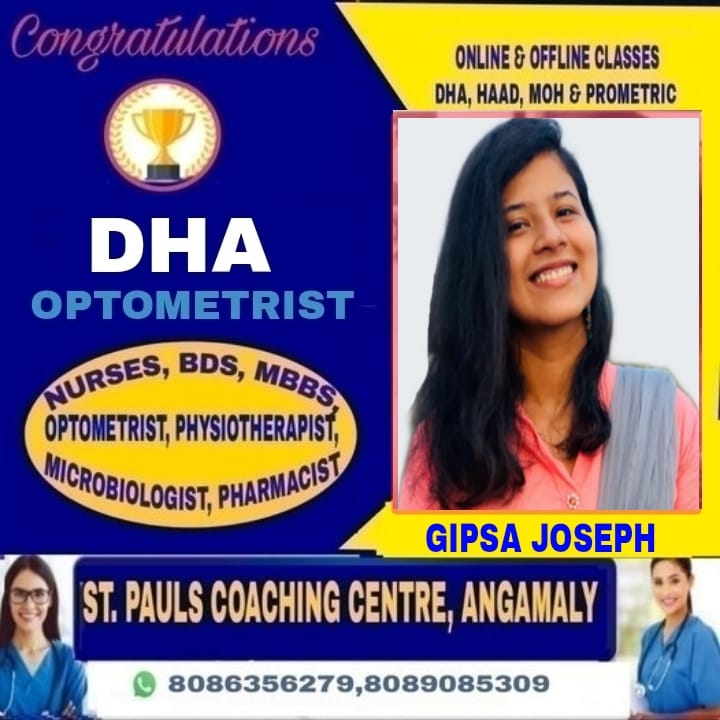 Congratulations
ONLINE & OFFLINE CLASSES
DHA, HAAD, MOH & PROMETRIC
DHA
OPTOMETRIST
NURSES, BDS, MBBS,
OPTOMETRIST, PHYSIOTHERAPIST,
MICROBIOLOGIST, PHARMACIST
GIPSA JOSEPH
ST. PAULS COACHING CENTRE, ANGAMALY
8086356279,8089085309